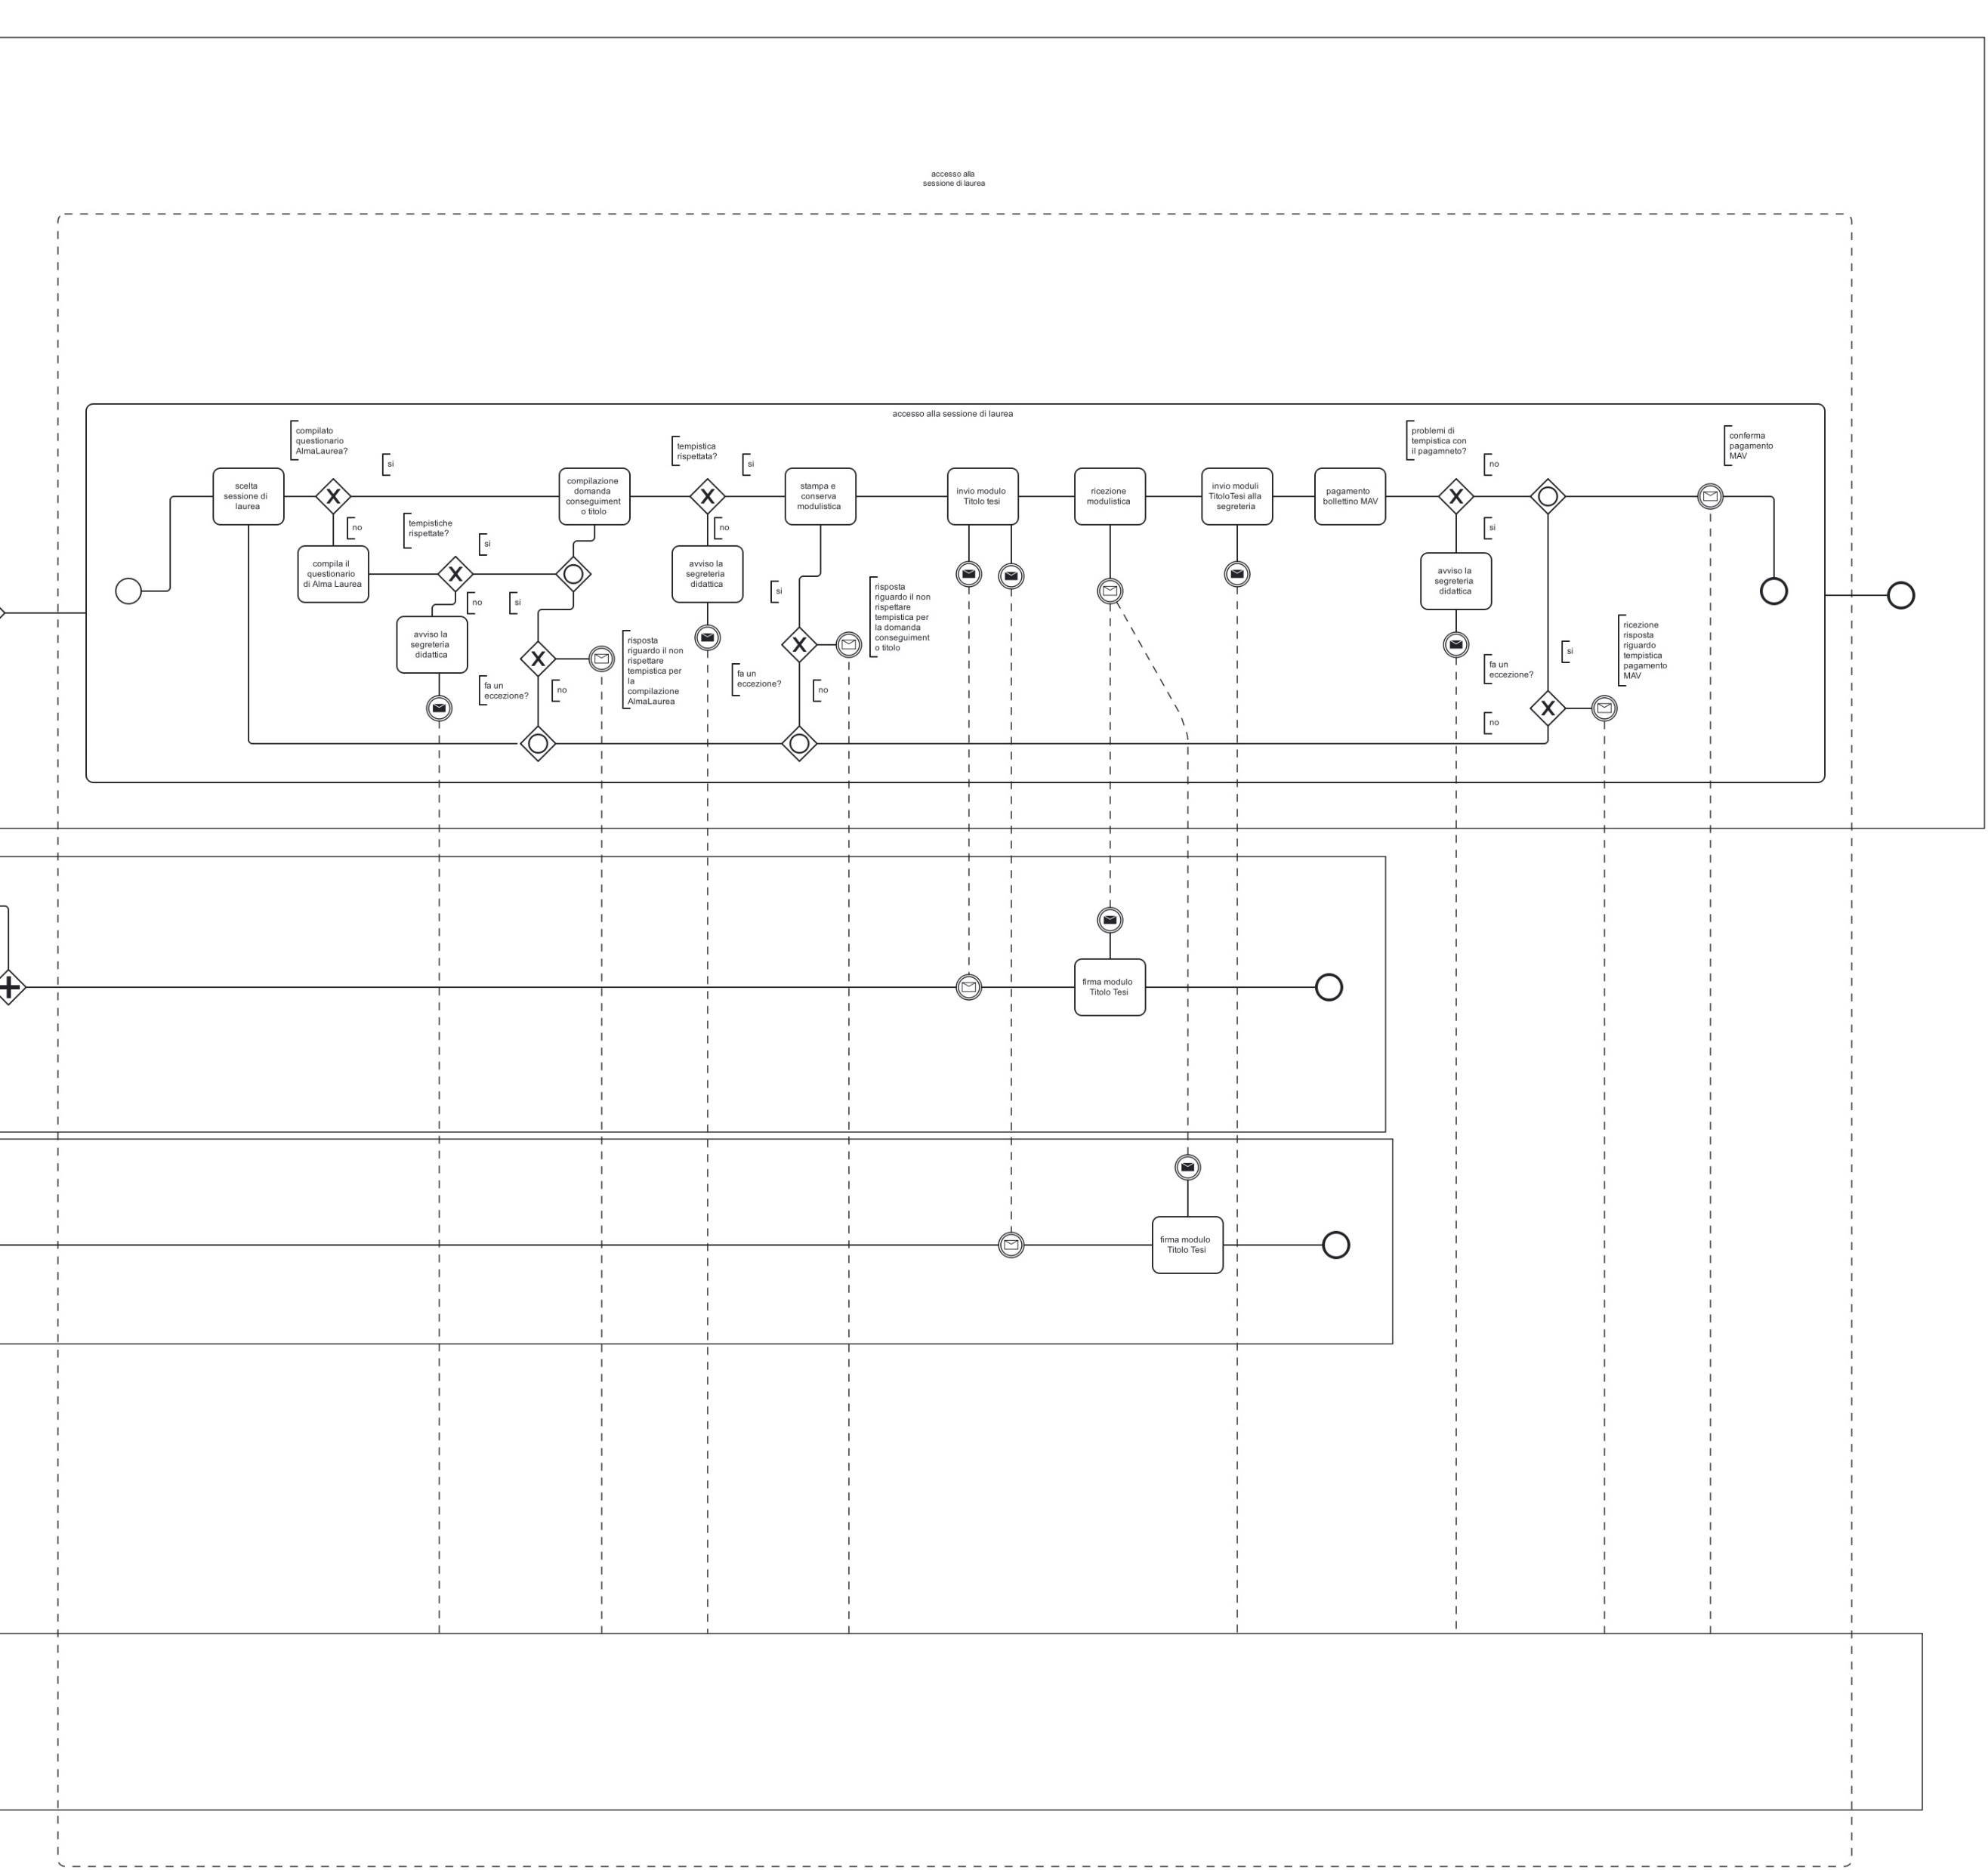 accesso alla
sessione di laurea
accesso alla sessione di laurea
compilato
questionario
AlmaLaurea?
si
scelta
sessione di
laurea
no
compila il
questionario
di Alma Laurea
tempistiche
rispettate?
si
no
avviso la
segreteria
didattica
compilazione
domanda
conseguiment
o titolo
si
fa un
eccezione?
no
risposta
riguardo il non
rispettare
tempistica per
la
compilazione
AlmaLaurea
tempistica
rispettata?
si
no
avviso la
segreteria
didattica
stampa e
conserva
modulistica
si
fa un
eccezione?
no
risposta
riguardo il non
rispettare
tempistica per
la domanda
conseguiment
o titolo
invio modulo
Titolo tesi
ricezione
modulistica
invio moduli
TitoloTesi alla
segreteria
pagamento
bollettino MAV
problemi di
tempistica con
il pagamneto?
no
si
avviso la
segreteria
didattica
fa un
eccezione?
si
no
ricezione
risposta
riguardo
tempistica
pagamento
MAV
conferma
pagamento
MAV
firma modulo
Titolo Tesi
firma modulo
Titolo Tesi